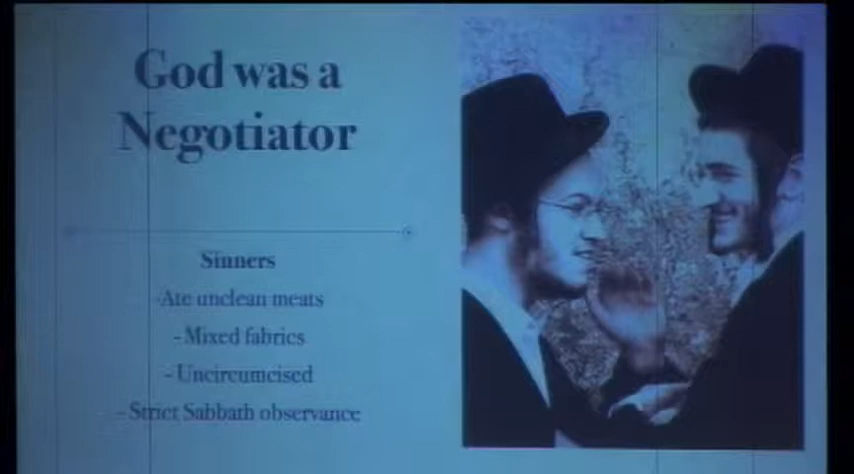 God was a
Negotiator
Sinners
-Ate unclean meats
-Mixed fabrics
-Uncircumcised
-Strict Sabbath observance